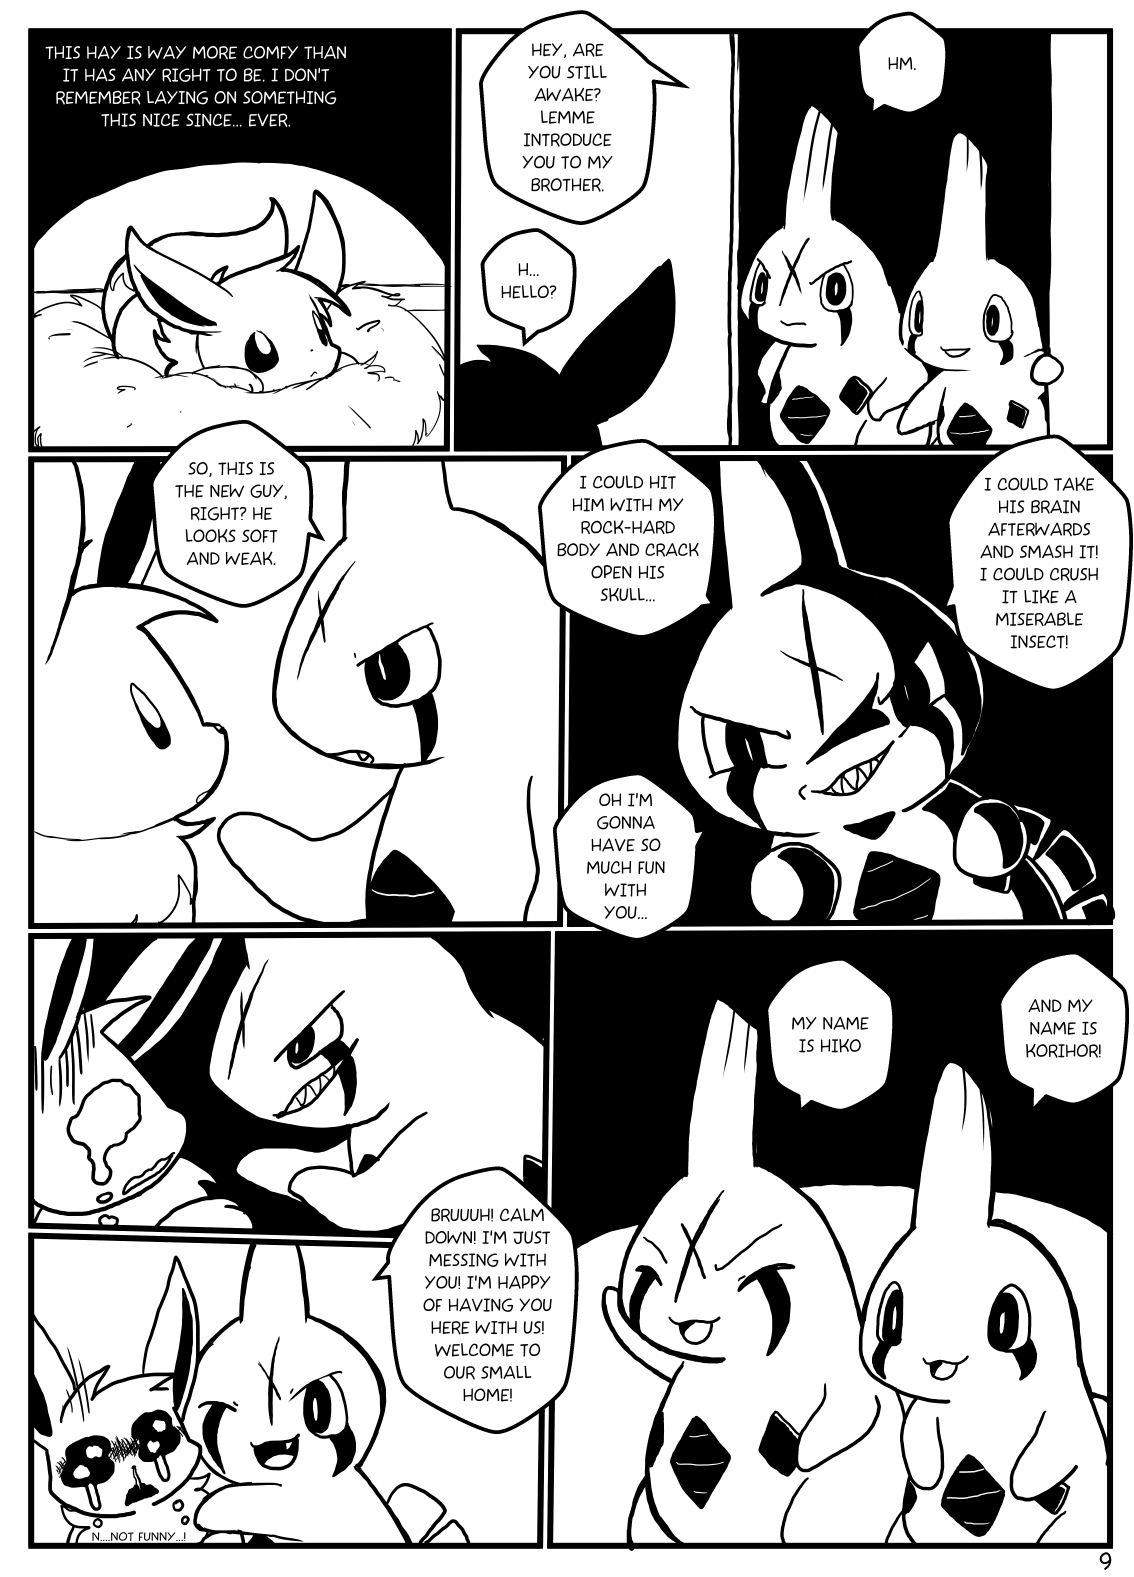 THIS HAY IS WAY MORE COMFY THAN
IT HAS ANY RIGHT TO BE. I DON'T
REMEMBER LAYING ON SOMETHING
THIS NICE SINCE... EVER.
HEY, ARE
YOU STILL
AWAKE?
LEMME
INTRODUCE
YOU TO MY
BROTHER.
H...
HELLO?
HM.
SO, THIS IS
THE NEW GUY,
RIGHT? HE
LOOKS SOFT
AND WEAK.
I COULD HIT
HIM WITH MY
ROCK-HARD
BODY AND CRACK
OPEN HIS
SKULL...
I COULD TAKE
HIS BRAIN
AFTERWARDS
AND SMASH IT!
I COULD CRUSH
IT LIKE A
MISERABLE
INSECT!
OH I'M
GONNA
HAVE SO
MUCH FUN
WITH
YOU...
BRUUUH! CALM
DOWN! I'M JUST
MESSING WITH
YOU! I'M HAPPY
OF HAVING YOU
HERE WITH US!
WELCOME TO
OUR SMALL
HOME!
N....NOT FUNNY...!
MY NAME
IS HIKO
AND MY
NAME IS
KORIHOR!
9